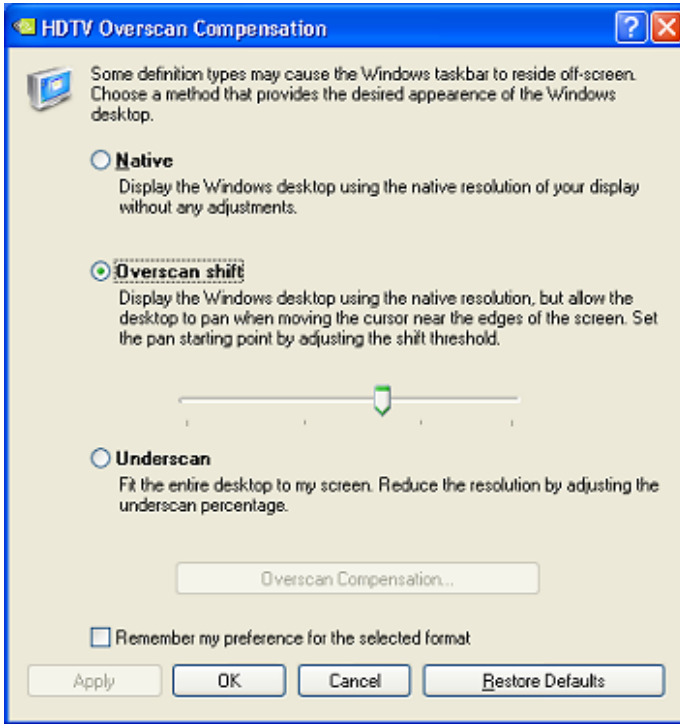 HDTV Overscan Compensation
Some definition types may cause the Windows taskbar to reside off-screen.
Choose a method that provides the desired appearence of the Windows
desktop.
Native
Display the Windows desktop using the native resolution of your display
without any adjustments.
Overscan shift
Display the Windows desktop using the native resolution, but allow the
desktop to pan when moving the cursor near the edges of the screen. Set
the pan starting point by adjusting the shift threshold.
Underscan
Fit the entire desktop to my screen. Reduce the resolution by adjusting the
underscan percentage.
Overscan Compensation...
Remember my preference for the selected format
Apply OK Cancel Restore Defaults